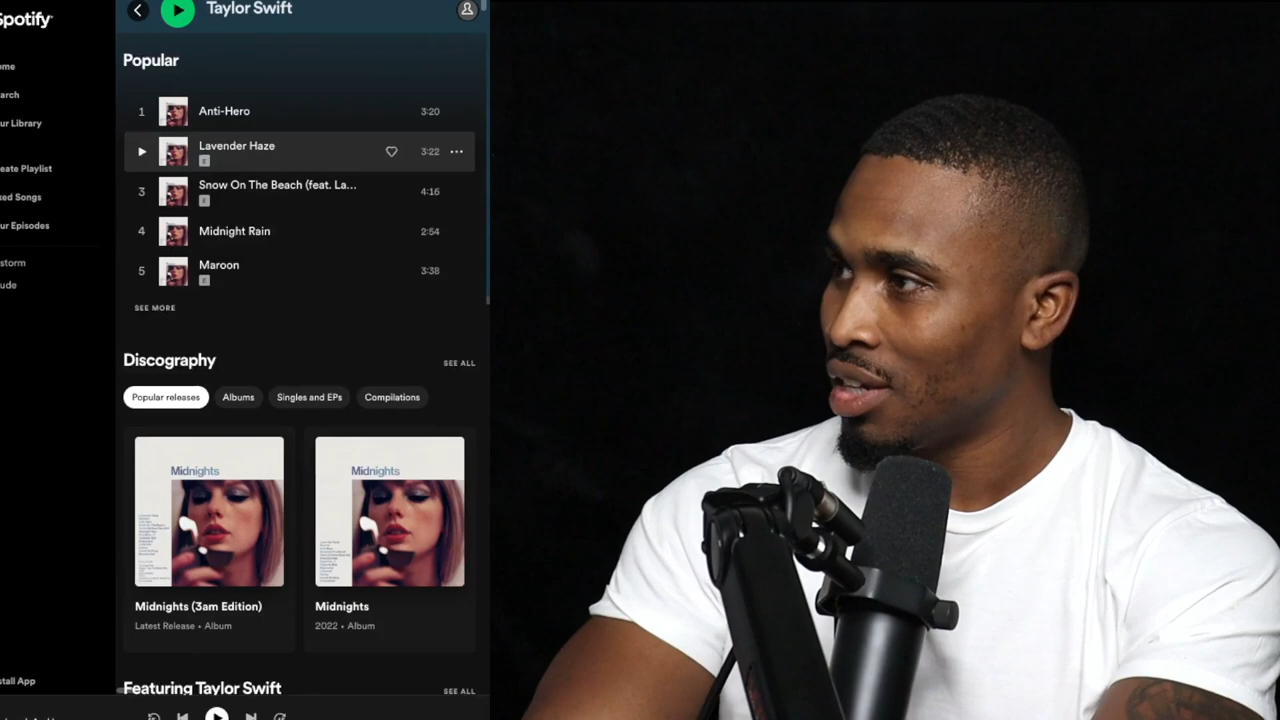 Spotify
Taylor Swift
ome
arch
ur Library
eate Playlist
ked Songs
ur Episodes
storm
ude
stall App
Popular
1 Anti-Hero 3:20
Lavender Haze 3:22
E
3 Snow On The Beach (feat. La... 4:16
E
4 Midnight Rain 2:54
5 Maroon 3:38
E
SEE MORE
Discography SEE ALL
Popular releases Albums Singles and EPs Compilations
Midnights Midnights
Midnights (3am Edition) Midnights
Latest Release • Album 2022 • Album
Featuring Taylor Swift SEE ALL